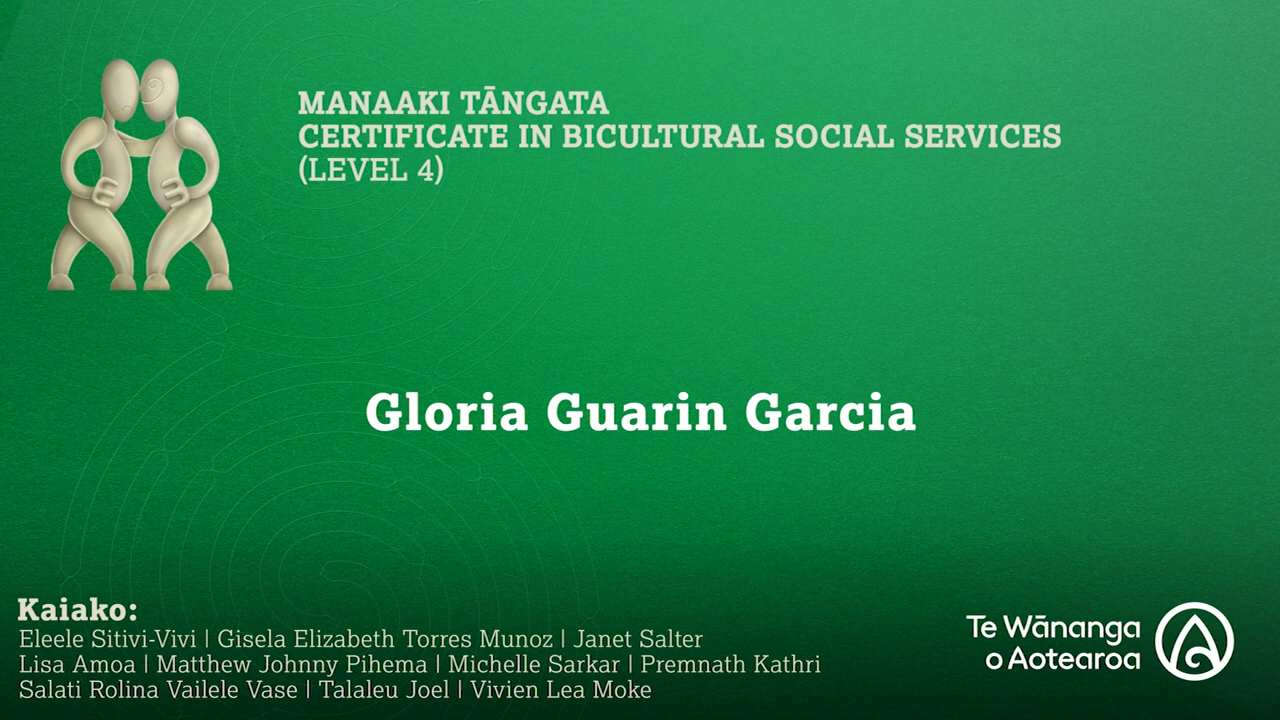 MANAAKI TĀNGATA
CERTIFICATE IN BICULTURAL SOCIAL SERVICES
(LEVEL 4)
Gloria Guarin Garcia
Kaiako:
Eleele Sitivi-Vivi | Gisela Elizabeth Torres Munoz | Janet Salter
Lisa Amoa | Matthew Johnny Pihema | Michelle Sarkar | Premnath Kathri
Salati Rolina Vailele Vase | Talaleu Joel | Vivien Lea Moke
Te Wānanga
o Aotearoa